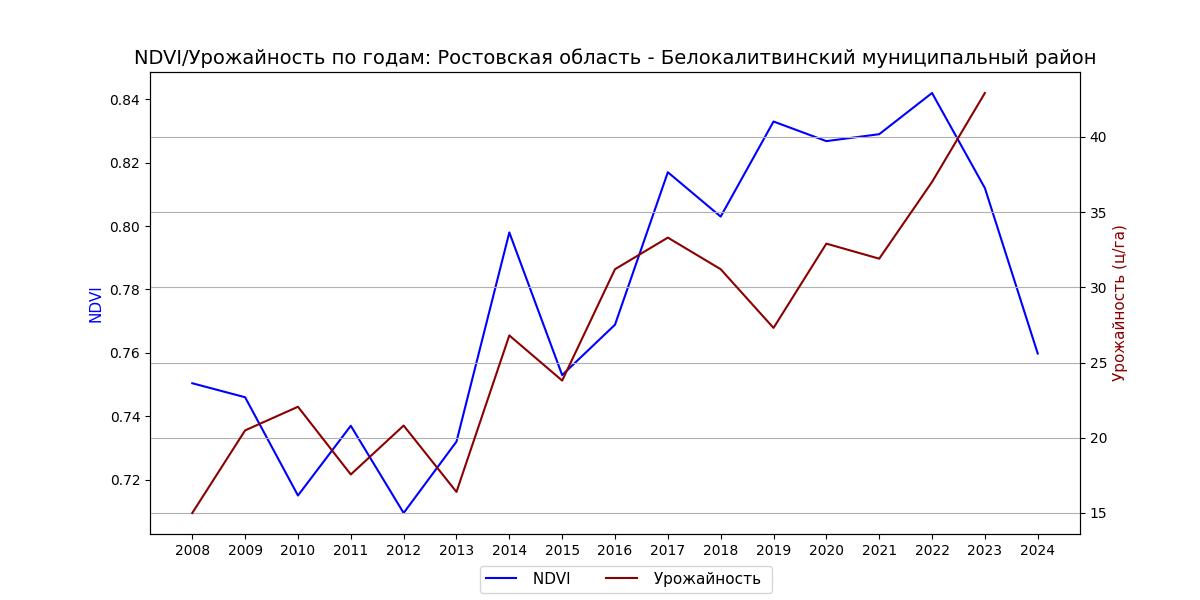 NDVI/Урожайность по годам: Ростовская область - Белокалитвинский муниципальный район
0.84
0.82
0.80
0.78
0.76
0.74
0.72
NDVI
40
35
30
25
20
15
Урожайность (ц/га)
2008 2009 2010 2011 2012 2013 2014 2015 2016 2017 2018 2019 2020 2021 2022 2023 2024
NDVI Урожайность